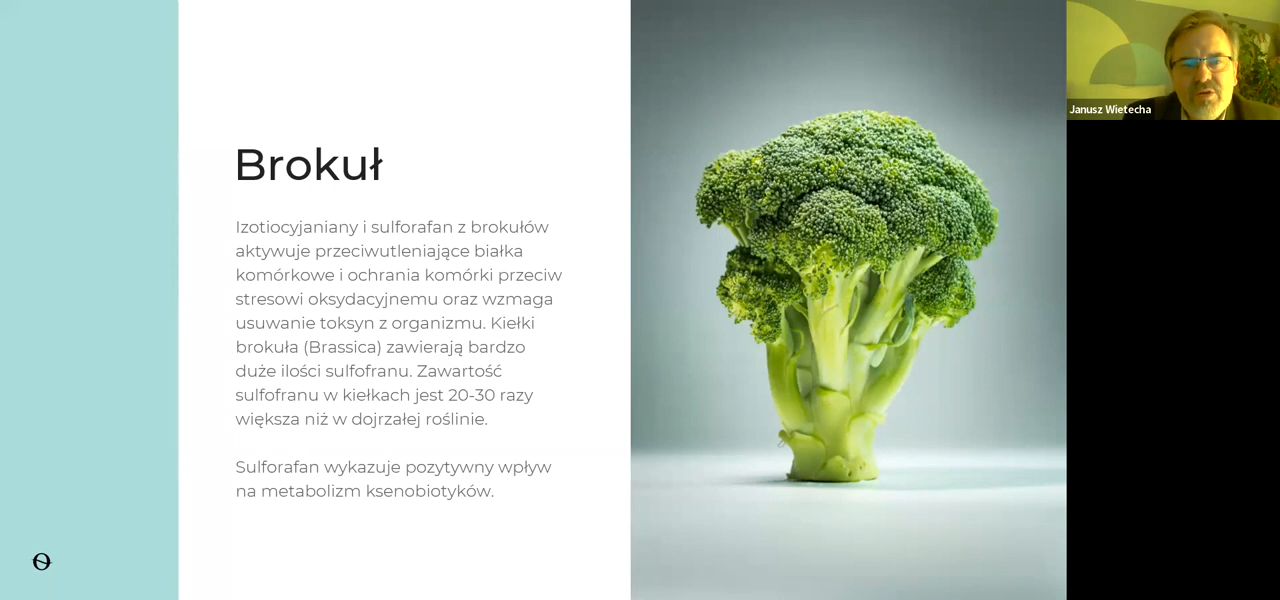 Brokuł
Izotiocyjaniany i sulforafan z brokułów
aktywuje przeciwutleniające białka
komórkowe i ochrania komórki przeciw
stresowi oksydacyjnemu oraz wzmaga
usuwanie toksyn z organizmu. Kiełki
brokuła (Brassica) zawierają bardzo
duże ilości sulfofranu. Zawartość
sulfofranu w kiełkach jest 20-30 razy
większa niż w dojrzałej roślinie.
Sulforafan wykazuje pozytywny wpływ
na metabolizm ksenobiotyków.
Janusz Wietecha